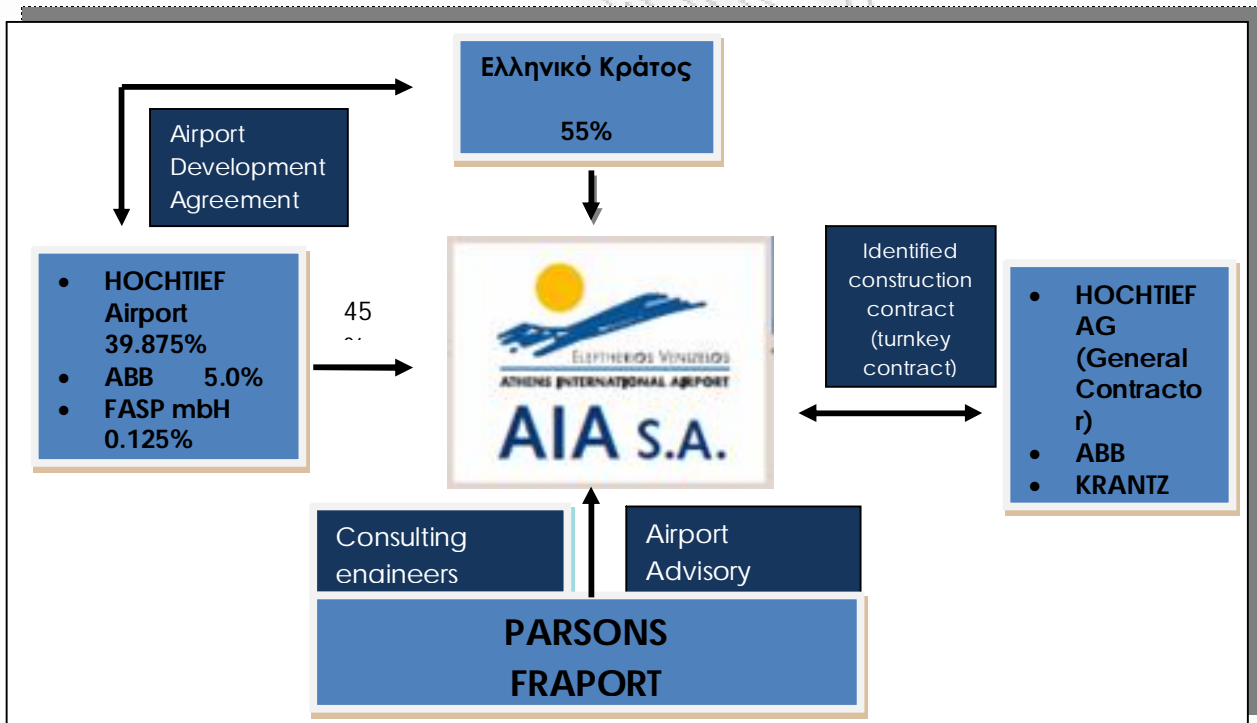 Ελληνικό Κράτος
55%
Airport
Development
Agreement
• HOCHTIEF
Airport
39.875%
• ABB 5.0%
• FASP mbH
0.125%
45
ELEFTHERIOS VENIZELOS
ATHENS INTERNATIONAL AIRPORT
AIA S.A.
Identified
construction
contract
(turnkey
contract)
• HOCHTIEF
AG
(General
Contracto
r)
• ABB
• KRANTZ
Consulting
engineers
Airport
Advisory
PARSONS
FRAPORT